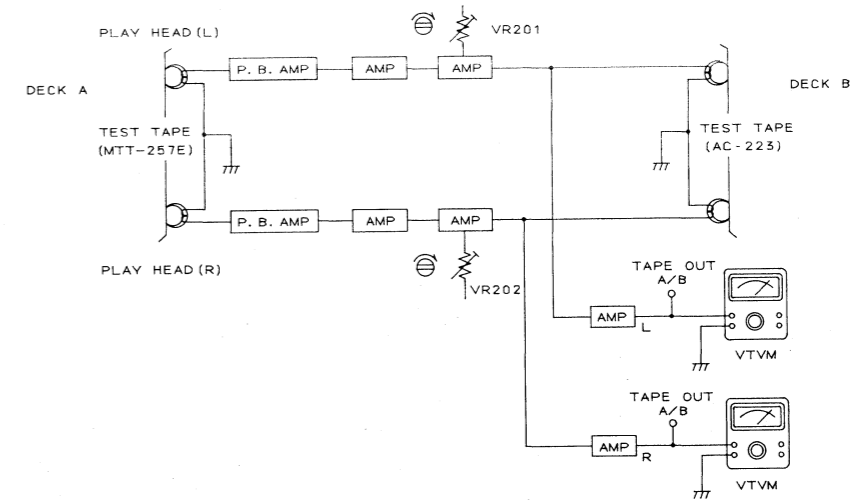 PLAY HEAD(L)
VR201
P. B. AMP
AMP
AMP
DECK A
DECK B
TEST TAPE
(MTT-257E)
TEST TAPE
(AC-223)
P. B. AMP
AMP
AMP
PLAY HEAD(R)
VR202
TAPE OUT
A/B
AMP
L
VTVM
TAPE OUT
A/B
AMP
R
VTVM